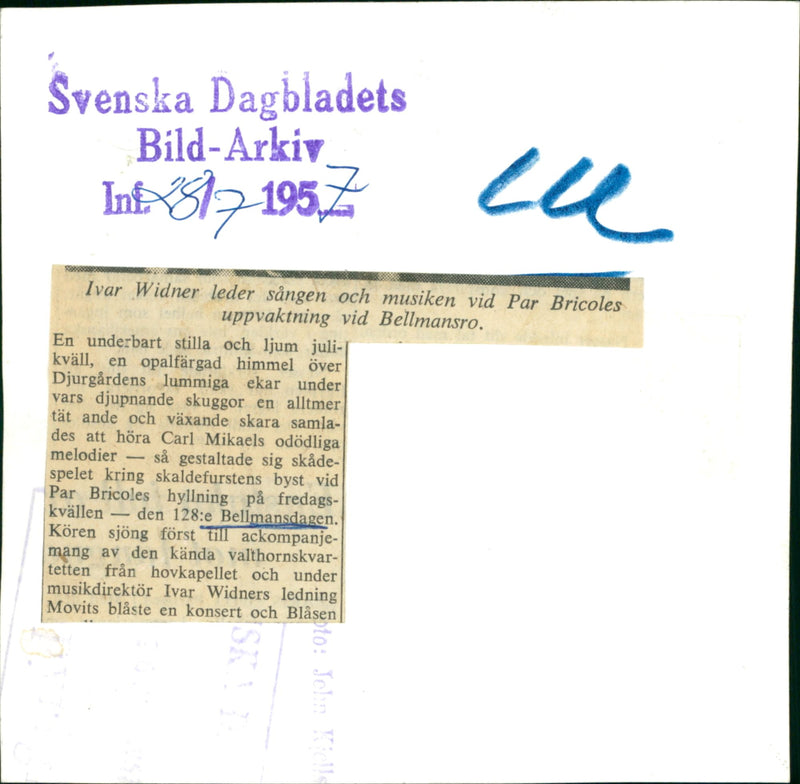 Svenska Dagbladets
Bild-Arkiv
Inf. 28/7 1957
Ivar Widner leder sången och musiken vid Par Bricoles
uppvaktning vid Bellmansro.
En underbart stilla och ljum juli-
kväll, en opalfärgad himmel över
Djurgårdens lummiga ekar under
vars djupnande skuggor en alltmer
tät ande och växande skara samla-
des att höra Carl Mikaels odödliga
melodier — så gestaltade sig skåde-
spelet kring skaldefurstens byst vid
Par Bricoles hyllning på fredags-
kvällen — den 128:e Bellmansdagen.
Kören sjöng först till ackompanje-
mang av den kända valthornskvar-
tetten från hovkapellet och under
musikdirektör Ivar Widners ledning
Movits blåste en konsert och Blåsen